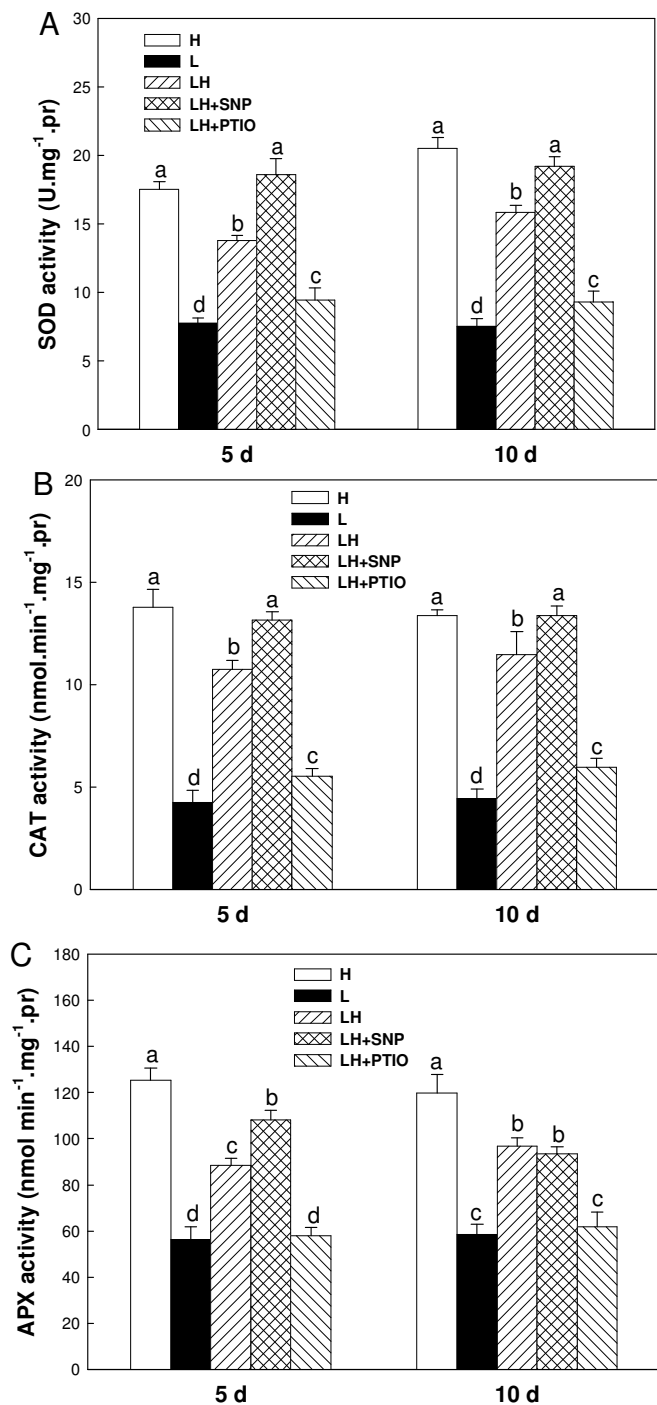 A
SOD activity (U.mg⁻¹.pr)
30
25
20
15
10
5
0
H
L
LH
LH+SNP
LH+PTIO
a
d
b
a
c
a
d
b
a
c
5 d
10 d
B
CAT activity (nmol.min⁻¹.mg⁻¹.pr)
20
15
10
5
0
H
L
LH
LH+SNP
LH+PTIO
a
d
b
a
c
a
d
b
a
c
5 d
10 d
C
APX activity (nmol min⁻¹.mg⁻¹.pr)
180
160
140
120
100
80
60
40
20
0
H
L
LH
LH+SNP
LH+PTIO
a
d
c
b
d
a
c
b
b
c
5 d
10 d